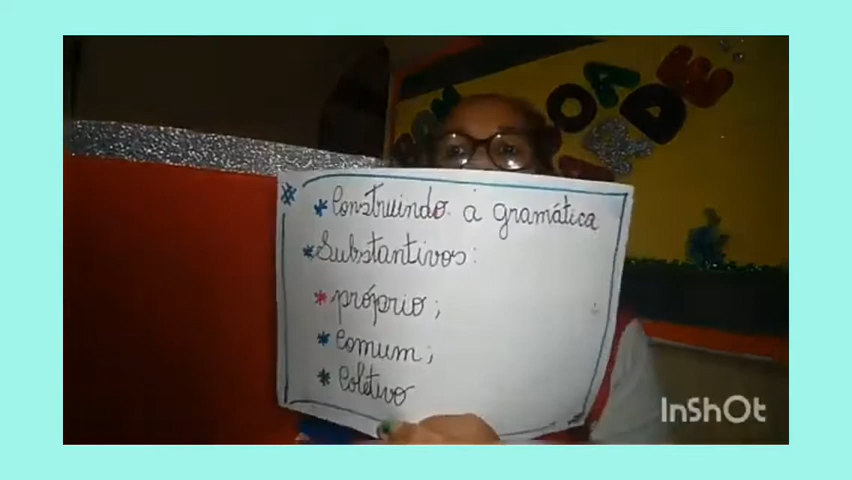 * Construindo a gramática
* Substantivos:
* próprio;
* Comum;
* Coletivo
InShOt